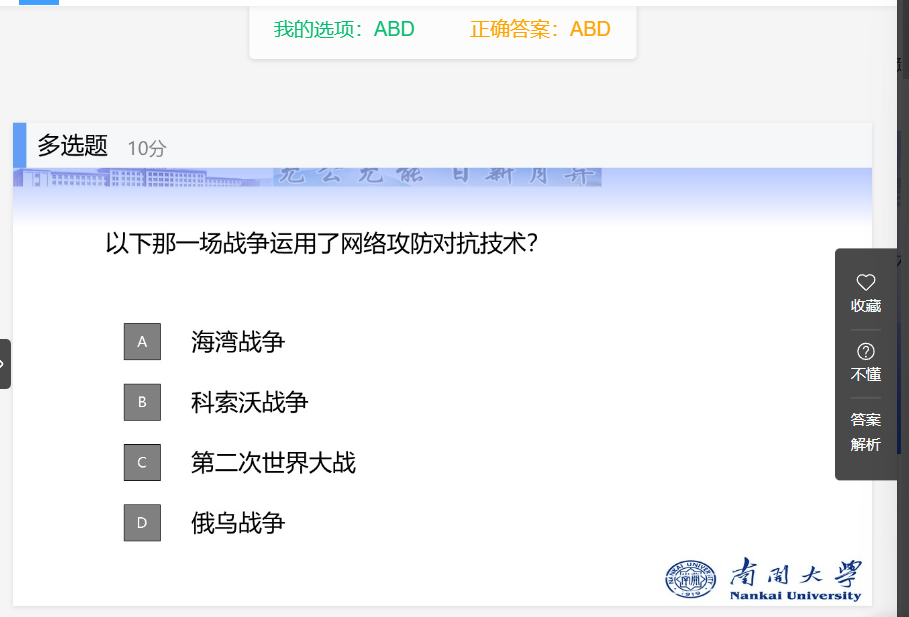 我的选项：ABD
正确答案：ABD
多选题 10分
允公允能 日新月异
以下那一场战争运用了网络攻防对抗技术？
A 海湾战争
B 科索沃战争
C 第二次世界大战
D 俄乌战争
收藏
不懂
答案
解析
南開大學
Nankai University